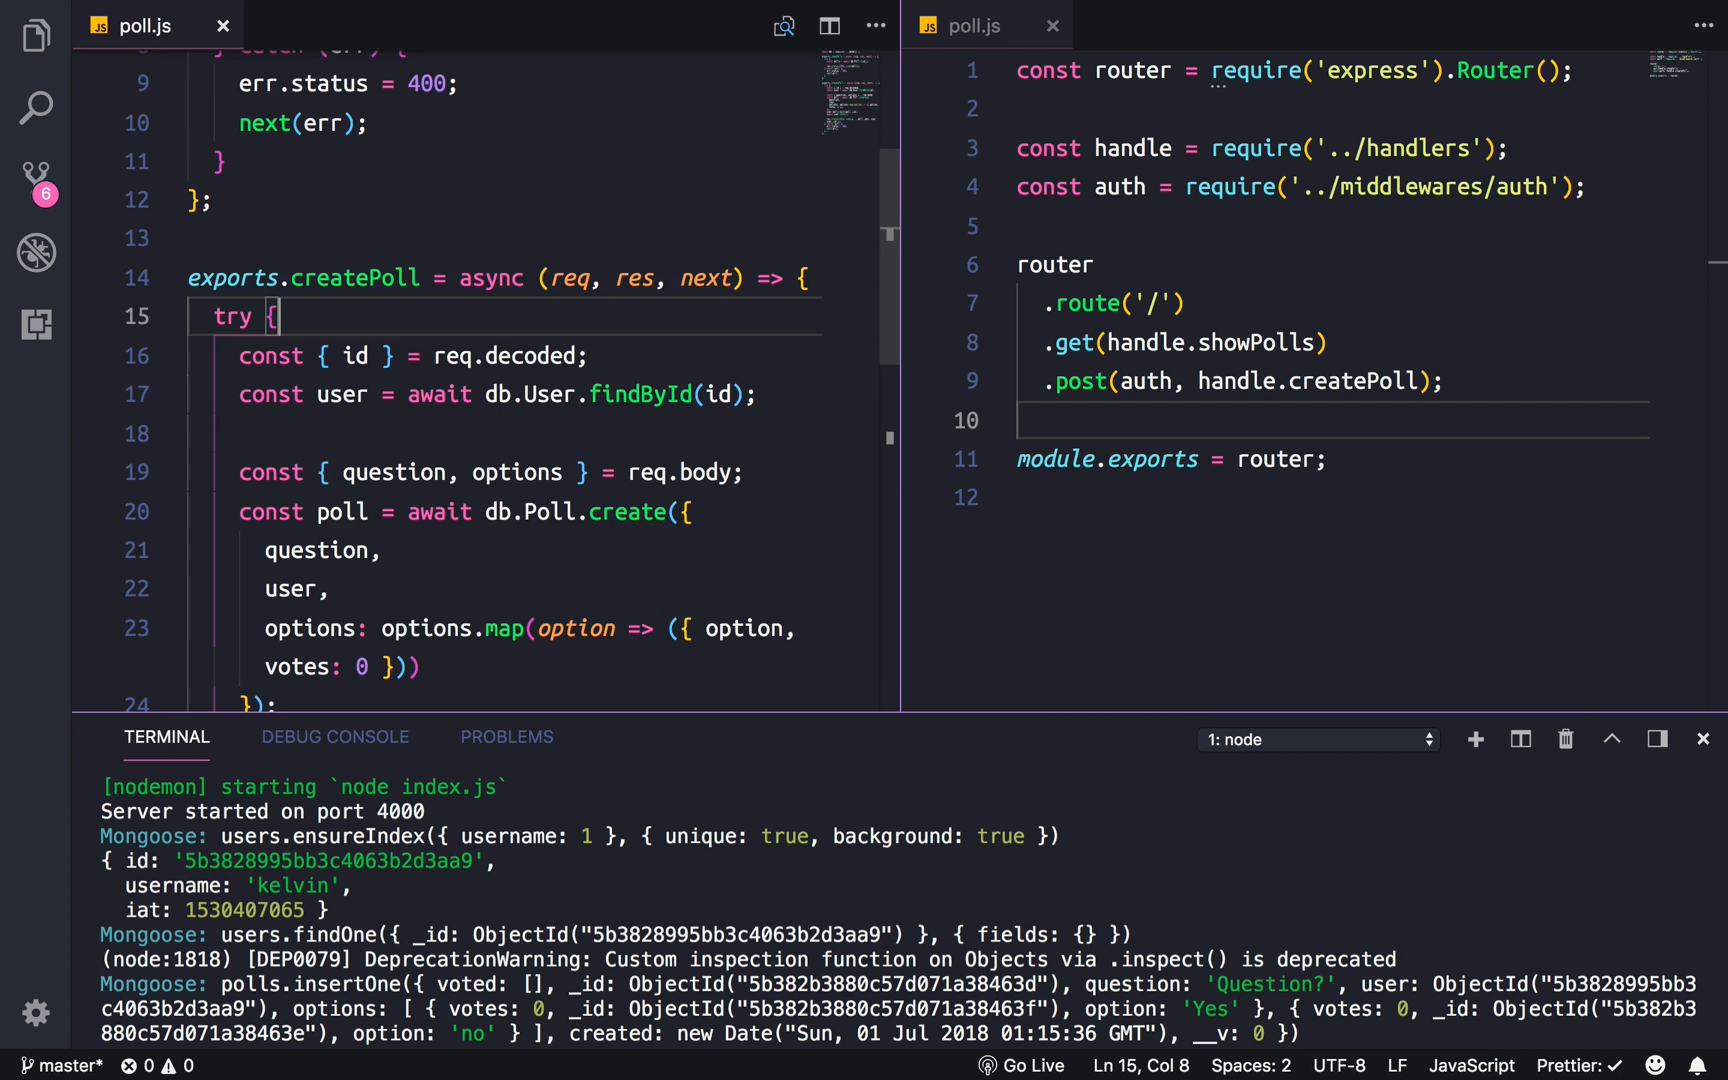 JS poll.js ×
8 } catch (err) {
9 err.status = 400;
10 next(err);
11 }
12 };
13
14 exports.createPoll = async (req, res, next) => {
15 try {
16 const { id } = req.decoded;
17 const user = await db.User.findById(id);
18
19 const { question, options } = req.body;
20 const poll = await db.Poll.create({
21 question,
22 user,
23 options: options.map(option => ({ option,
votes: 0 }))
24 });
JS poll.js ×
1 const router = require('express').Router();
2
3 const handle = require('../handlers');
4 const auth = require('../middlewares/auth');
5
6 router
7 .route('/')
8 .get(handle.showPolls)
9 .post(auth, handle.createPoll);
10
11 module.exports = router;
12
6
TERMINAL DEBUG CONSOLE PROBLEMS 1: node
[nodemon] starting `node index.js`
Server started on port 4000
Mongoose: users.ensureIndex({ username: 1 }, { unique: true, background: true })
{ id: '5b3828995bb3c4063b2d3aa9',
username: 'kelvin',
iat: 1530407065 }
Mongoose: users.findOne({ _id: ObjectId("5b3828995bb3c4063b2d3aa9") }, { fields: {} })
(node:1818) [DEP0079] DeprecationWarning: Custom inspection function on Objects via .inspect() is deprecated
Mongoose: polls.insertOne({ voted: [], _id: ObjectId("5b382b3880c57d071a38463d"), question: 'Question?', user: ObjectId("5b3828995bb3
c4063b2d3aa9"), options: [ { votes: 0, _id: ObjectId("5b382b3880c57d071a38463f"), option: 'Yes' }, { votes: 0, _id: ObjectId("5b382b3
880c57d071a38463e"), option: 'no' } ], created: new Date("Sun, 01 Jul 2018 01:15:36 GMT"), __v: 0 })
master* 0 0 Go Live Ln 15, Col 8 Spaces: 2 UTF-8 LF JavaScript Prettier: ✓